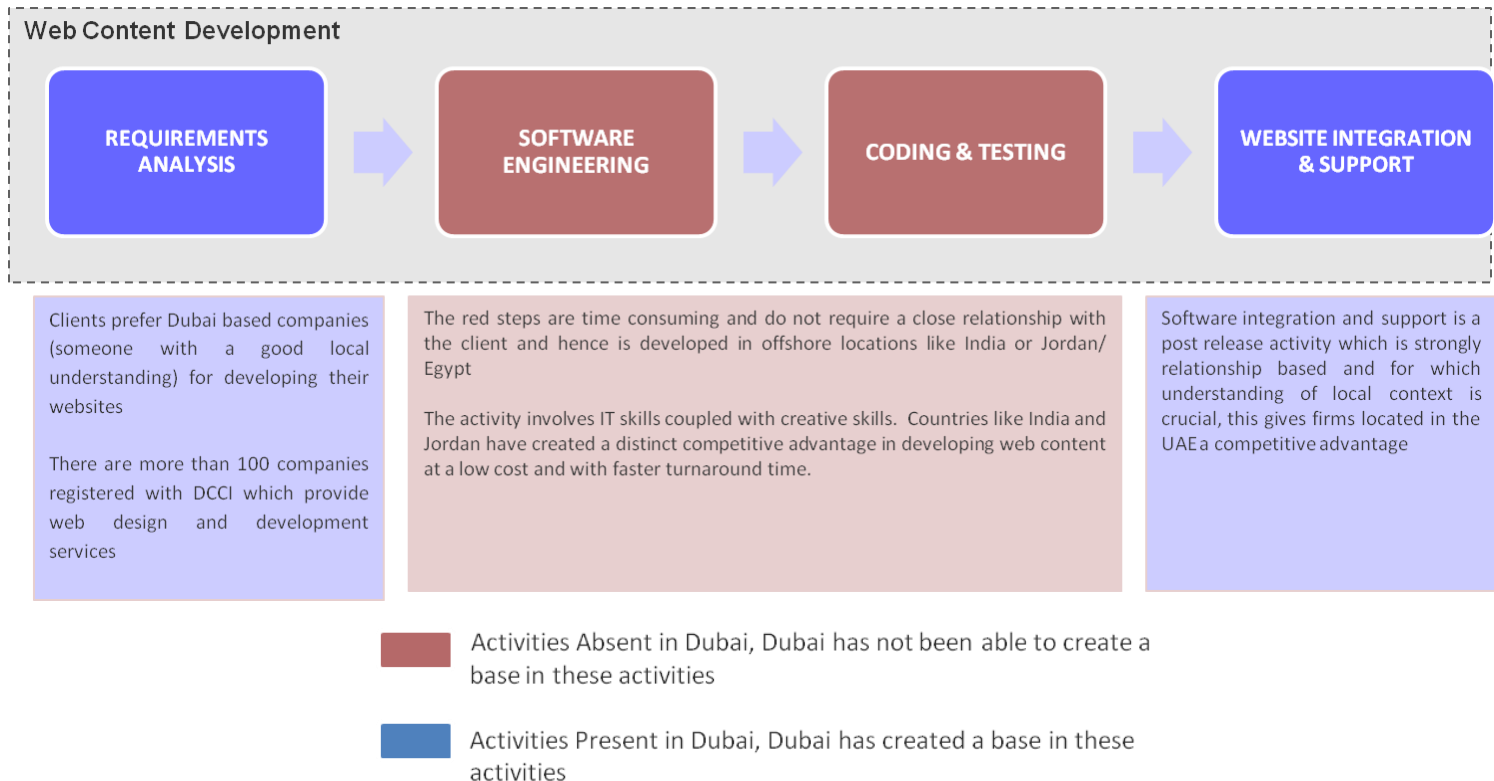 Web Content Development
REQUIREMENTS
ANALYSIS
SOFTWARE
ENGINEERING
CODING & TESTING
WEBSITE INTEGRATION
& SUPPORT
Clients prefer Dubai based companies
(someone with a good local
understanding) for developing their
websites
There are more than 100 companies
registered with DCCI which provide
web design and development
services
The red steps are time consuming and do not require a close relationship with
the client and hence is developed in offshore locations like India or Jordan/
Egypt
The activity involves IT skills coupled with creative skills. Countries like India and
Jordan have created a distinct competitive advantage in developing web content
at a low cost and with faster turnaround time.
Software integration and support is a
post release activity which is strongly
relationship based and for which
understanding of local context is
crucial, this gives firms located in the
UAE a competitive advantage
Activities Absent in Dubai, Dubai has not been able to create a
base in these activities
Activities Present in Dubai, Dubai has created a base in these
activities